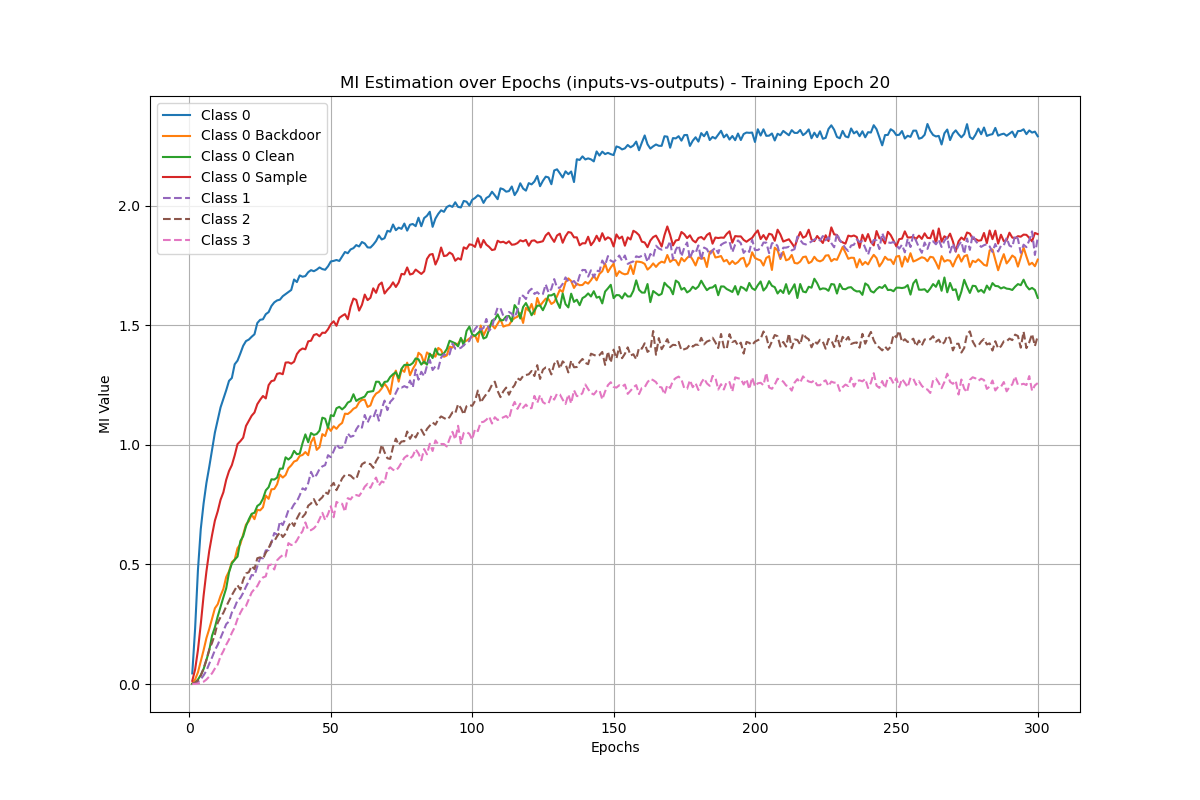 MI Estimation over Epochs (inputs-vs-outputs) - Training Epoch 20
Class 0
Class 0 Backdoor
Class 0 Clean
Class 0 Sample
Class 1
Class 2
Class 3
MI Value
2.0
1.5
1.0
0.5
0.0
0 50 100 150 200 250 300
Epochs